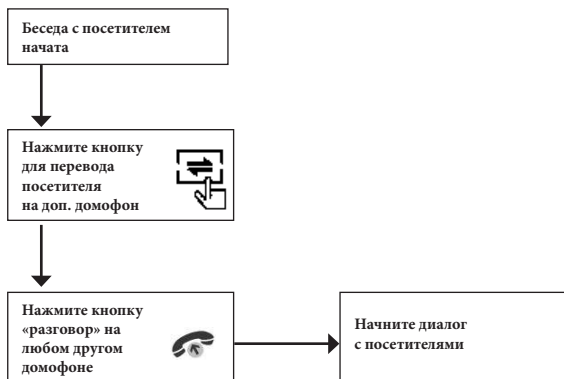 Беседа с посетителем
начата
Нажмите кнопку
для перевода
посетителя
на доп. домофон
Нажмите кнопку
«разговор» на
любом другом
домофоне
Начните диалог
с посетителями